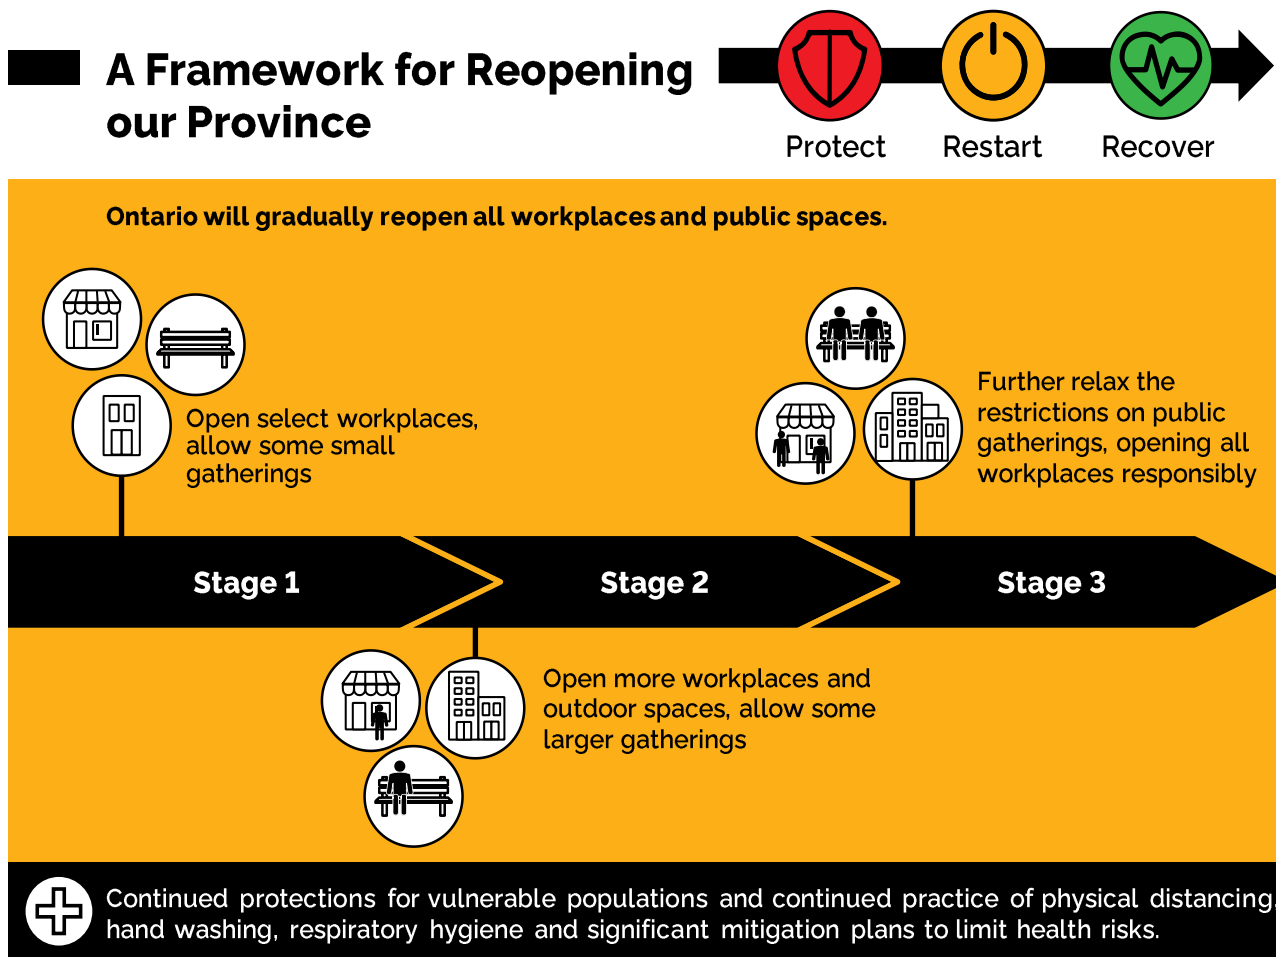 A Framework for Reopening
our Province
Protect
Restart
Recover
Ontario will gradually reopen all workplaces and public spaces.
Open select workplaces,
allow some small
gatherings
Further relax the
restrictions on public
gatherings, opening all
workplaces responsibly
Stage 1
Stage 2
Stage 3
Open more workplaces and
outdoor spaces, allow some
larger gatherings
Continued protections for vulnerable populations and continued practice of physical distancing,
hand washing, respiratory hygiene and significant mitigation plans to limit health risks.